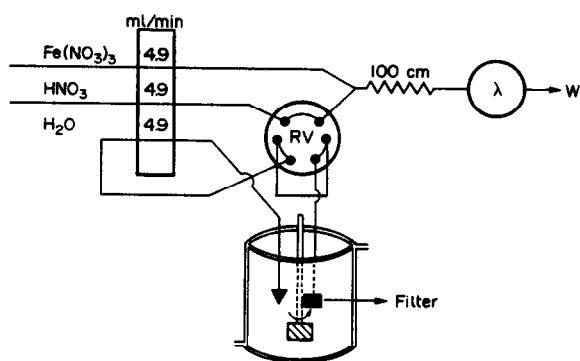 ml/min
Fe(NO₃)₃ 4.9
HNO₃ 4.9
H₂O 4.9
100 cm
λ
W
RV
Filter